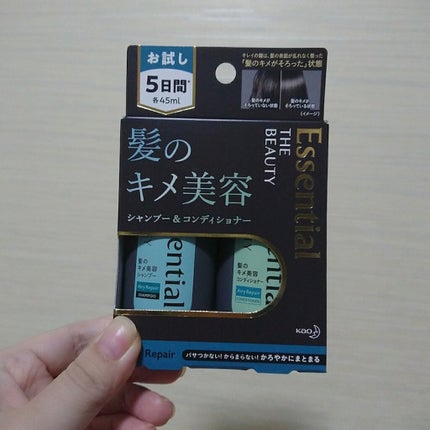 お試し
5日間*
各45ml
キレイの鍵は、髪の表面が乱れなく整った
「髪のキメがそろった」状態
髪のキメが
そろっていない状態
髪のキメが
そろっている状態
(イメージ)
Essential
THE
BEAUTY
髪の
キメ美容
シャンプー&コンディショナー
ential
髪の
キメ美容
シャンプー
Airy Repair
SHAMPOO
髪の
キメ美容
コンディショナー
Airy Repair
CONDITIONER
Kao
Repair
パサつかない!からまらない!かろやかにまとまる